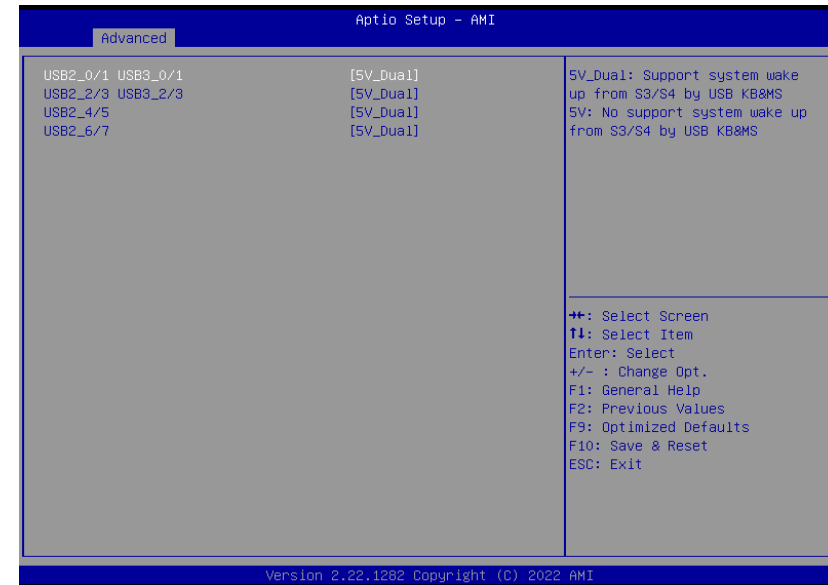 Aptio Setup - AMI
Advanced
USB2_0/1 USB3_0/1 [5V_Dual]
USB2_2/3 USB3_2/3 [5V_Dual]
USB2_4/5 [5V_Dual]
USB2_6/7 [5V_Dual]
5V_Dual: Support system wake
up from S3/S4 by USB KB&MS
5V: No support system wake up
from S3/S4 by USB KB&MS
→←: Select Screen
↑↓: Select Item
Enter: Select
+/- : Change Opt.
F1: General Help
F2: Previous Values
F9: Optimized Defaults
F10: Save & Reset
ESC: Exit
Version 2.22.1282 Copyright (C) 2022 AMI